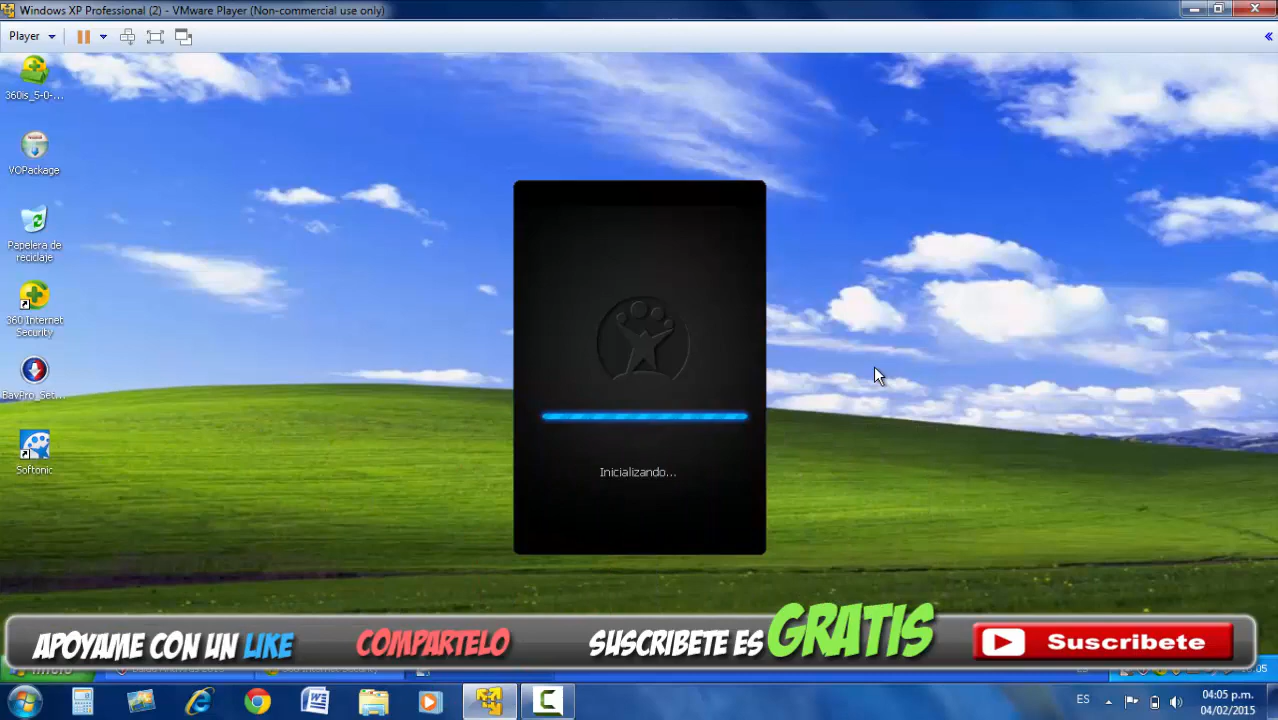 Windows XP Professional (2) - VMware Player (Non-commercial use only)
Player
360is_5-0-...
VOPackage
Papelera de
reciclaje
360 Internet
Security
BavPro_Set...
Softonic
Inicializando...
APOYAME CON UN LIKE COMPARTELO SUSCRIBETE ES GRATIS Suscribete
ES
04:05 p.m.
04/02/2015